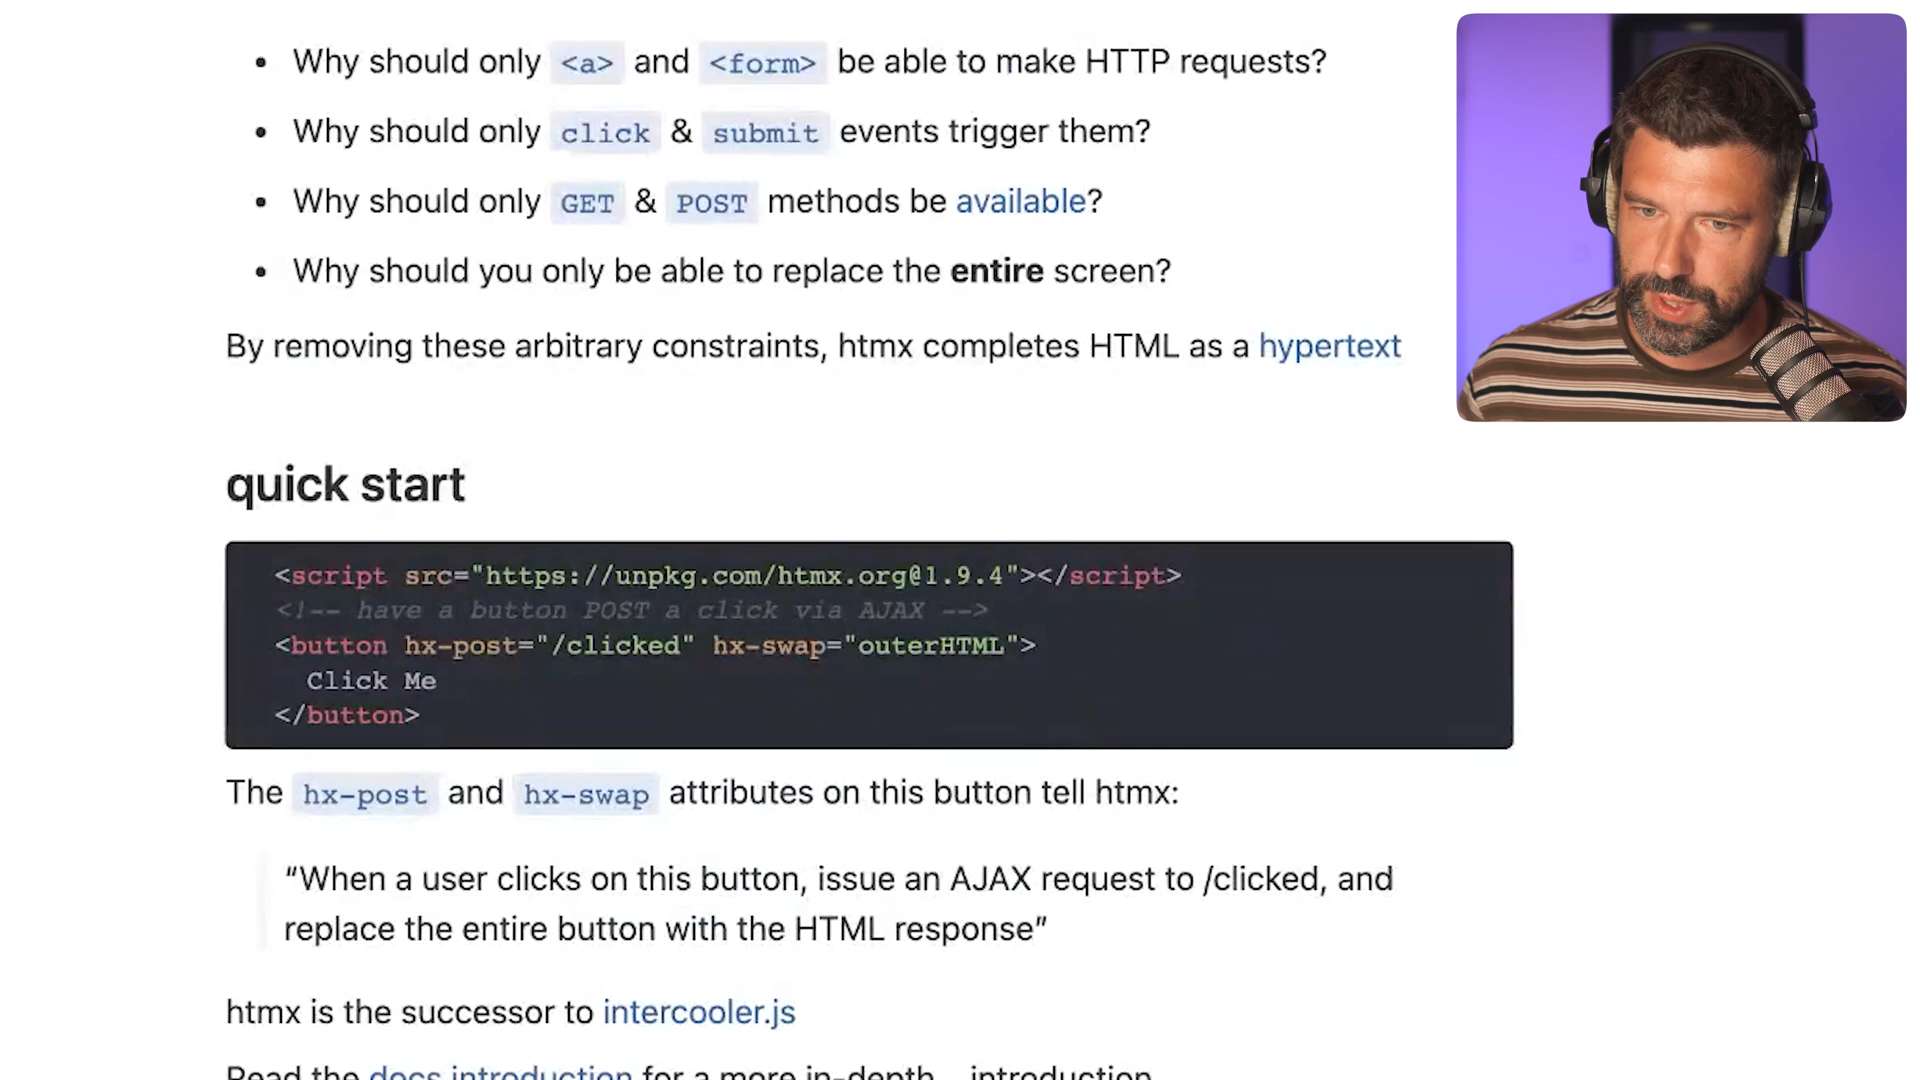 • Why should only <a> and <form> be able to make HTTP requests?
• Why should only click & submit events trigger them?
• Why should only GET & POST methods be available?
• Why should you only be able to replace the entire screen?
By removing these arbitrary constraints, htmx completes HTML as a hypertext
quick start
<script src="https://unpkg.com/htmx.org@1.9.4"></script>
<!-- have a button POST a click via AJAX -->
<button hx-post="/clicked" hx-swap="outerHTML">
Click Me
</button>
The hx-post and hx-swap attributes on this button tell htmx:
“When a user clicks on this button, issue an AJAX request to /clicked, and
replace the entire button with the HTML response”
htmx is the successor to intercooler.js
Read the docs introduction for a more in-depth… introduction